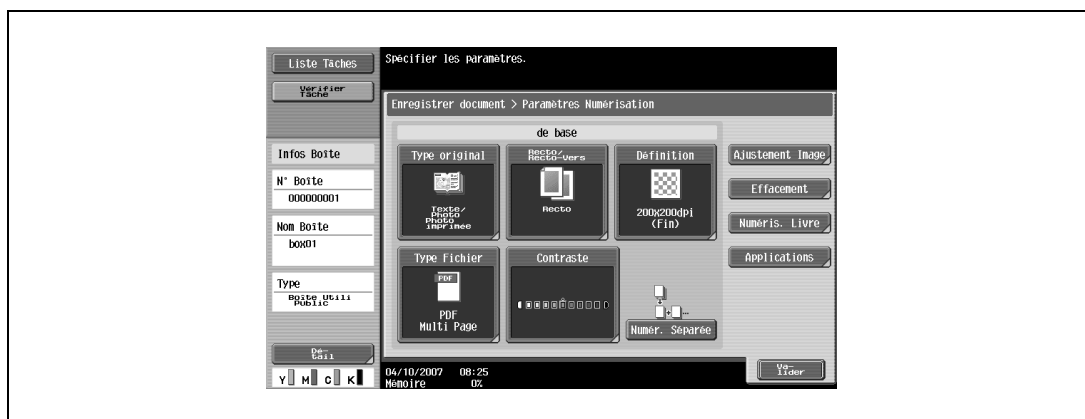 Liste Tâches
Vérifier
Tâche
Spécifier les paramètres.
Enregistrer document > Paramètres Numérisation
de base
Infos Boîte
N° Boîte
000000001
Nom Boîte
box01
Type
Boîte Utili
Public
Dé-
tail
Y M C K
Type original
Texte/
Photo
Photo
imprimée
Recto/
Recto-Vers
Recto
Définition
200x200dpi
(Fin)
Type Fichier
PDF
PDF
Multi Page
Contraste
Numér. Séparée
Ajustement Image
Effacement
Numéris. Livre
Applications
04/10/2007 08:25
Mémoire 0%
Va-
lider